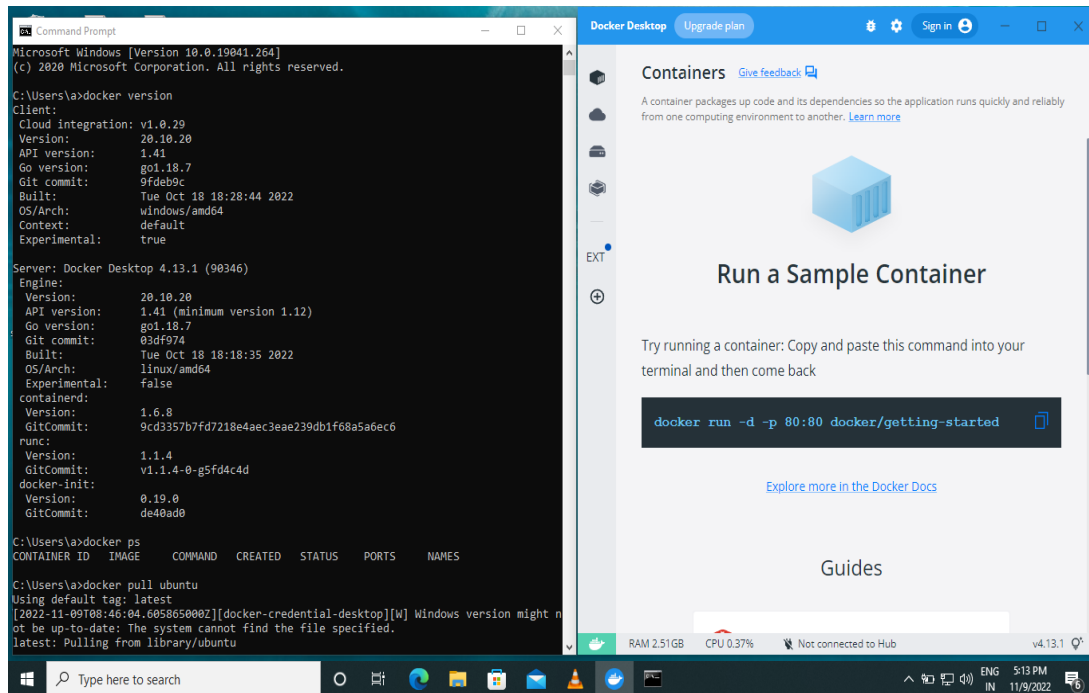 Command Prompt
Microsoft Windows [Version 10.0.19041.264]
(c) 2020 Microsoft Corporation. All rights reserved.
C:\Users\a>docker version
Client:
Cloud integration: v1.0.29
Version: 20.10.20
API version: 1.41
Go version: go1.18.7
Git commit: 9fdeb9c
Built: Tue Oct 18 18:28:44 2022
OS/Arch: windows/amd64
Context: default
Experimental: true
Server: Docker Desktop 4.13.1 (90346)
Engine:
Version: 20.10.20
API version: 1.41 (minimum version 1.12)
Go version: go1.18.7
Git commit: 03df974
Built: Tue Oct 18 18:18:35 2022
OS/Arch: linux/amd64
Experimental: false
containerd:
Version: 1.6.8
GitCommit: 9cd3357b7fd7218e4aec3eae239db1f68a5a6ec6
runc:
Version: 1.1.4
GitCommit: v1.1.4-0-g5fd4c4d
docker-init:
Version: 0.19.0
GitCommit: de40ad0
C:\Users\a>docker ps
CONTAINER ID IMAGE COMMAND CREATED STATUS PORTS NAMES
C:\Users\a>docker pull ubuntu
Using default tag: latest
[2022-11-09T08:46:04.605865000Z][docker-credential-desktop][W] Windows version might n
ot be up-to-date: The system cannot find the file specified.
latest: Pulling from library/ubuntu
Docker Desktop
Upgrade plan
Sign in
Containers Give feedback
A container packages up code and its dependencies so the application runs quickly and reliably
from one computing environment to another. Learn more
EXT
Run a Sample Container
Try running a container: Copy and paste this command into your
terminal and then come back
docker run -d -p 80:80 docker/getting-started
Explore more in the Docker Docs
Guides
RAM 2.51GB CPU 0.37% Not connected to Hub v4.13.1
Type here to search
ENG 5:13 PM
IN 11/9/2022
6